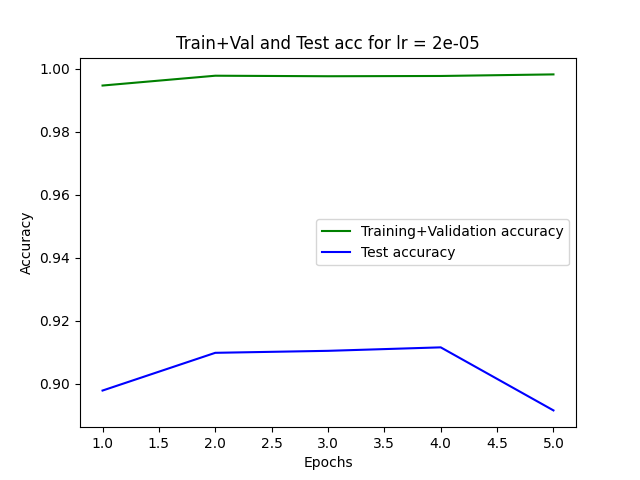 Train+Val and Test acc for lr = 2e-05
1.00
0.98
0.96
0.94
0.92
0.90
Accuracy
Training+Validation accuracy
Test accuracy
1.0 1.5 2.0 2.5 3.0 3.5 4.0 4.5 5.0
Epochs